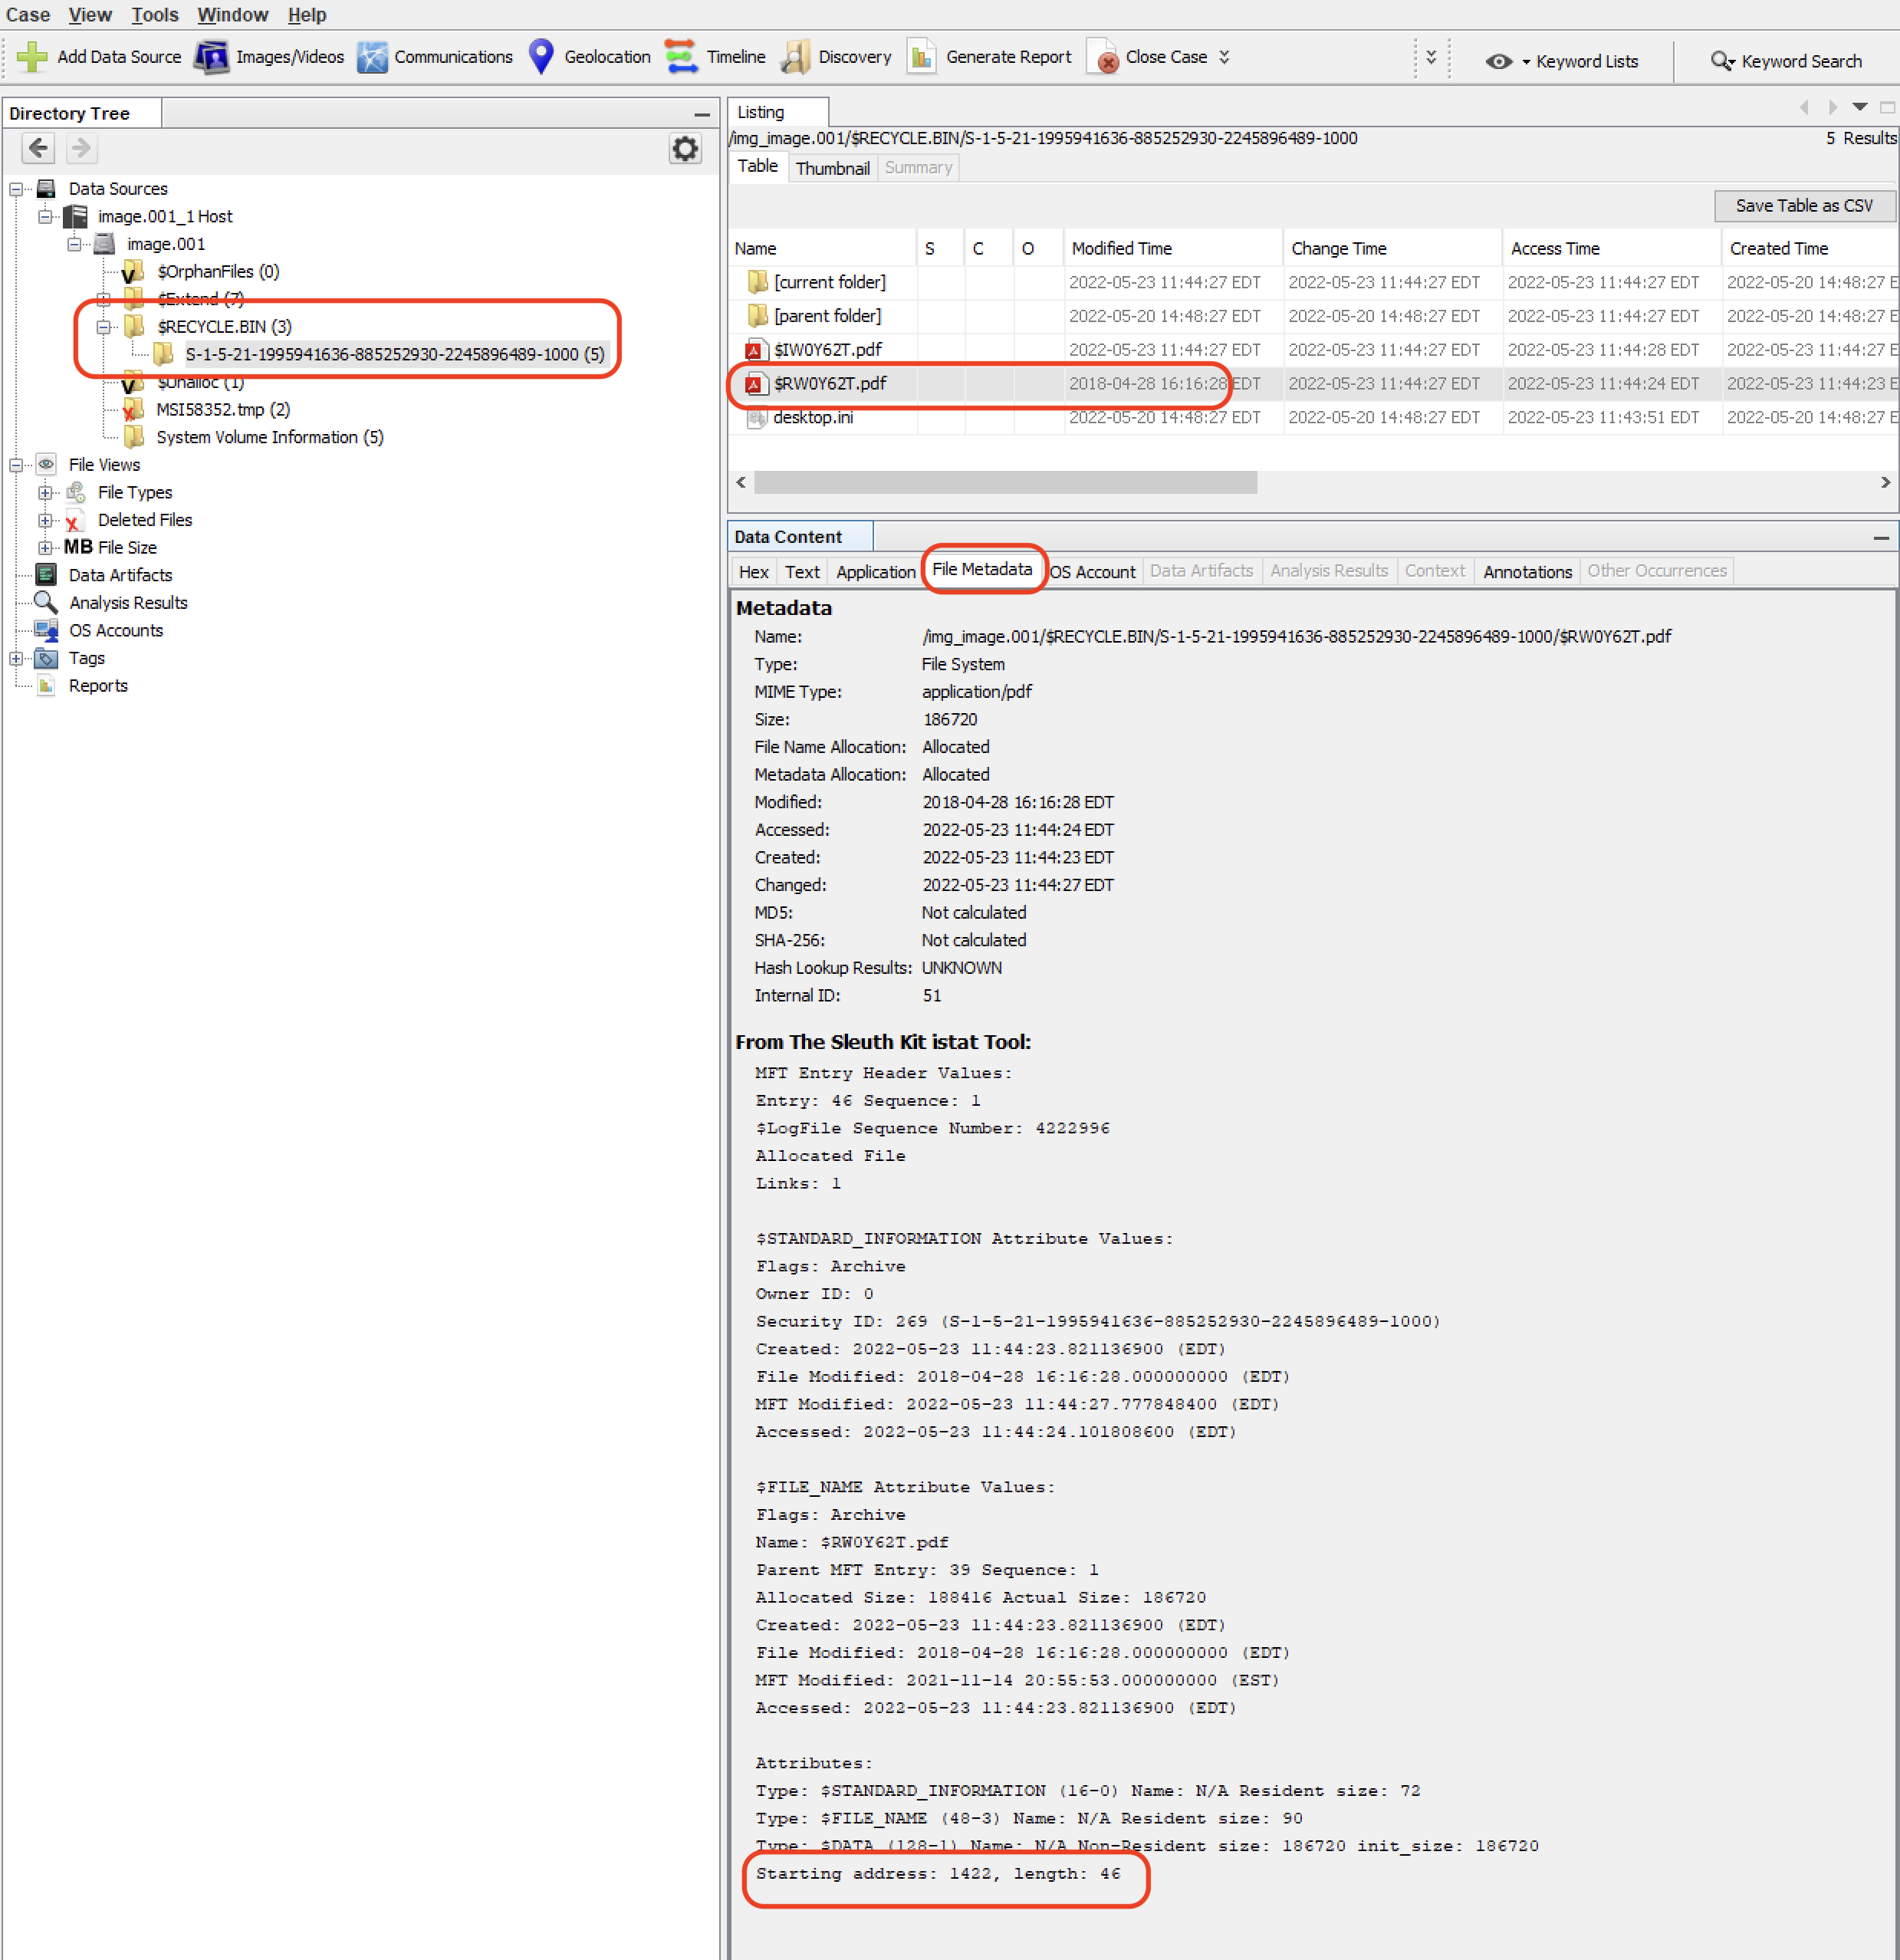 Case View Tools Window Help
Add Data Source Images/Videos Communications Geolocation Timeline Discovery Generate Report Close Case Keyword Lists Keyword Search
Directory Tree
Data Sources
image.001_1 Host
image.001
$OrphanFiles (0)
$Extend (7)
$RECYCLE.BIN (3)
S-1-5-21-1995941636-885252930-2245896489-1000 (5)
$Unalloc (1)
MSI58352.tmp (2)
System Volume Information (5)
File Views
File Types
Deleted Files
MB File Size
Data Artifacts
Analysis Results
OS Accounts
Tags
Reports
Listing
/img_image.001/$RECYCLE.BIN/S-1-5-21-1995941636-885252930-2245896489-1000 5 Results
Table Thumbnail Summary
Save Table as CSV
Name S C O Modified Time Change Time Access Time Created Time
[current folder] 2022-05-23 11:44:27 EDT 2022-05-23 11:44:27 EDT 2022-05-23 11:44:27 EDT 2022-05-20 14:48:27 E
[parent folder] 2022-05-20 14:48:27 EDT 2022-05-20 14:48:27 EDT 2022-05-20 14:48:27 EDT 2022-05-20 14:48:27 E
$IW0Y62T.pdf 2022-05-23 11:44:27 EDT 2022-05-23 11:44:27 EDT 2022-05-23 11:44:28 EDT 2022-05-23 11:44:27 E
$RW0Y62T.pdf 2018-04-28 16:16:28 EDT 2022-05-23 11:44:27 EDT 2022-05-23 11:44:24 EDT 2022-05-23 11:44:23 E
desktop.ini 2022-05-20 14:48:27 EDT 2022-05-20 14:48:27 EDT 2022-05-23 11:43:51 EDT 2022-05-20 14:48:27 E
Data Content
Hex Text Application File Metadata OS Account Data Artifacts Analysis Results Context Annotations Other Occurrences
Metadata
Name: /img_image.001/$RECYCLE.BIN/S-1-5-21-1995941636-885252930-2245896489-1000/$RW0Y62T.pdf
Type: File System
MIME Type: application/pdf
Size: 186720
File Name Allocation: Allocated
Metadata Allocation: Allocated
Modified: 2018-04-28 16:16:28 EDT
Accessed: 2022-05-23 11:44:24 EDT
Created: 2022-05-23 11:44:23 EDT
Changed: 2022-05-23 11:44:27 EDT
MD5: Not calculated
SHA-256: Not calculated
Hash Lookup Results: UNKNOWN
Internal ID: 51
From The Sleuth Kit istat Tool:
MFT Entry Header Values:
Entry: 46 Sequence: 1
$LogFile Sequence Number: 4222996
Allocated File
Links: 1
$STANDARD_INFORMATION Attribute Values:
Flags: Archive
Owner ID: 0
Security ID: 269 (S-1-5-21-1995941636-885252930-2245896489-1000)
Created: 2022-05-23 11:44:23.821136900 (EDT)
File Modified: 2018-04-28 16:16:28.000000000 (EDT)
MFT Modified: 2022-05-23 11:44:27.777848400 (EDT)
Accessed: 2022-05-23 11:44:24.101808600 (EDT)
$FILE_NAME Attribute Values:
Flags: Archive
Name: $RW0Y62T.pdf
Parent MFT Entry: 39 Sequence: 1
Allocated Size: 188416 Actual Size: 186720
Created: 2022-05-23 11:44:23.821136900 (EDT)
File Modified: 2018-04-28 16:16:28.000000000 (EDT)
MFT Modified: 2021-11-14 20:55:53.000000000 (EST)
Accessed: 2022-05-23 11:44:23.821136900 (EDT)
Attributes:
Type: $STANDARD_INFORMATION (16-0) Name: N/A Resident size: 72
Type: $FILE_NAME (48-3) Name: N/A Resident size: 90
Type: $DATA (128-1) Name: N/A Non-Resident size: 186720 init_size: 186720
Starting address: 1422, length: 46